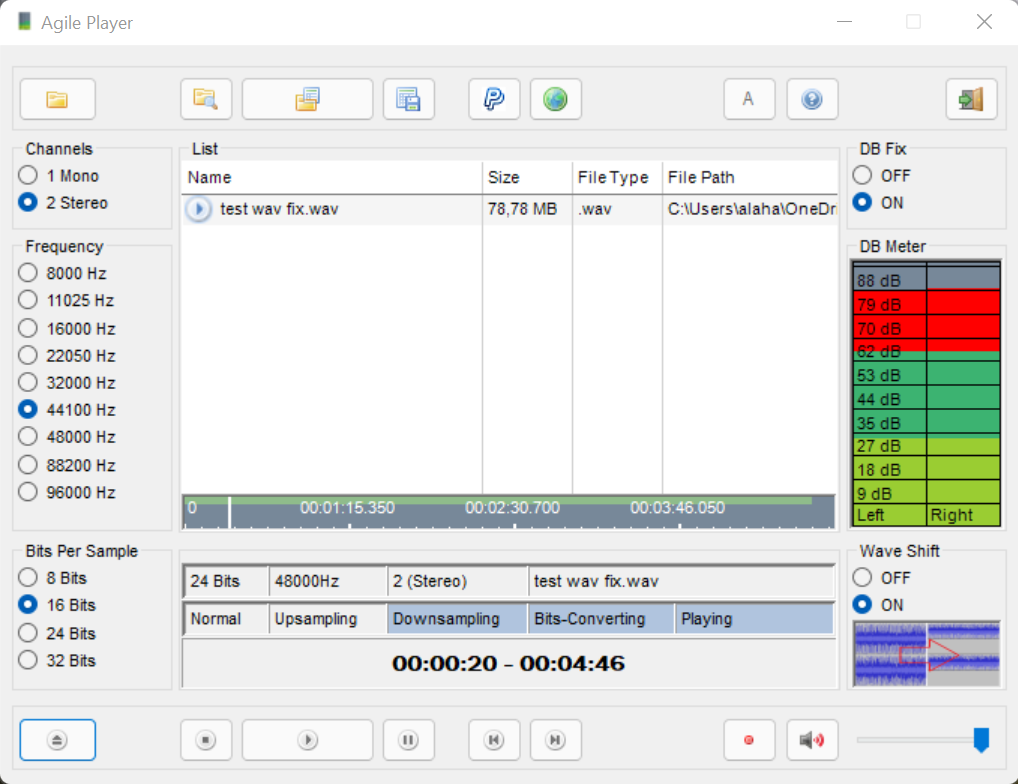 Agile Player
A
Channels
1 Mono
2 Stereo
Frequency
8000 Hz
11025 Hz
16000 Hz
22050 Hz
32000 Hz
44100 Hz
48000 Hz
88200 Hz
96000 Hz
Bits Per Sample
8 Bits
16 Bits
24 Bits
32 Bits
List
Name Size File Type File Path
test wav fix.wav 78,78 MB .wav C:\Users\alaha\OneDri
0 00:01:15.350 00:02:30.700 00:03:46.050
24 Bits 48000Hz 2 (Stereo) test wav fix.wav
Normal Upsampling Downsampling Bits-Converting Playing
00:00:20 - 00:04:46
DB Fix
OFF
ON
DB Meter
88 dB
79 dB
70 dB
62 dB
53 dB
44 dB
35 dB
27 dB
18 dB
9 dB
Left Right
Wave Shift
OFF
ON